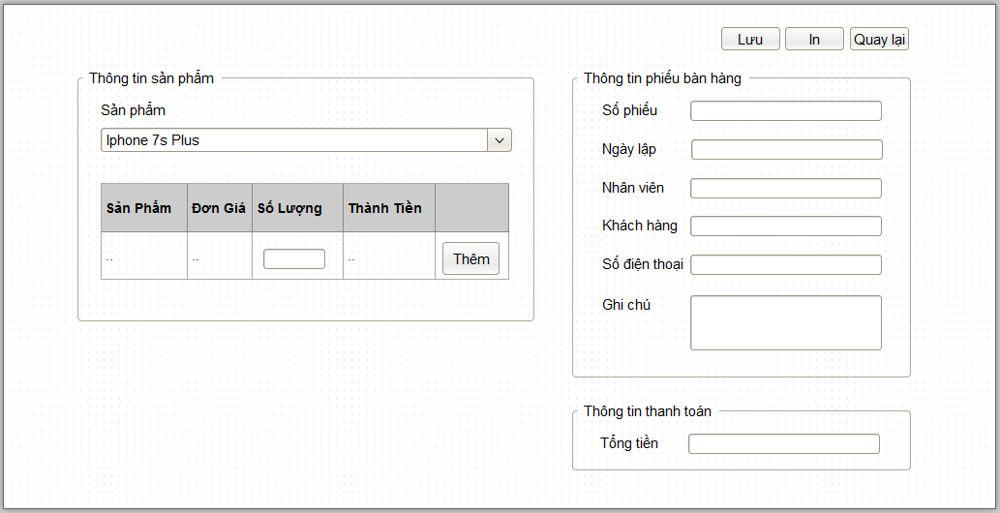 Lưu In Quay lại
Thông tin sản phẩm
Sản phẩm
Iphone 7s Plus
Sản Phẩm Đơn Giá Số Lượng Thành Tiền
.. .. .. Thêm
Thông tin phiếu bàn hàng
Số phiếu
Ngày lập
Nhân viên
Khách hàng
Số điện thoại
Ghi chú
Thông tin thanh toán
Tổng tiền